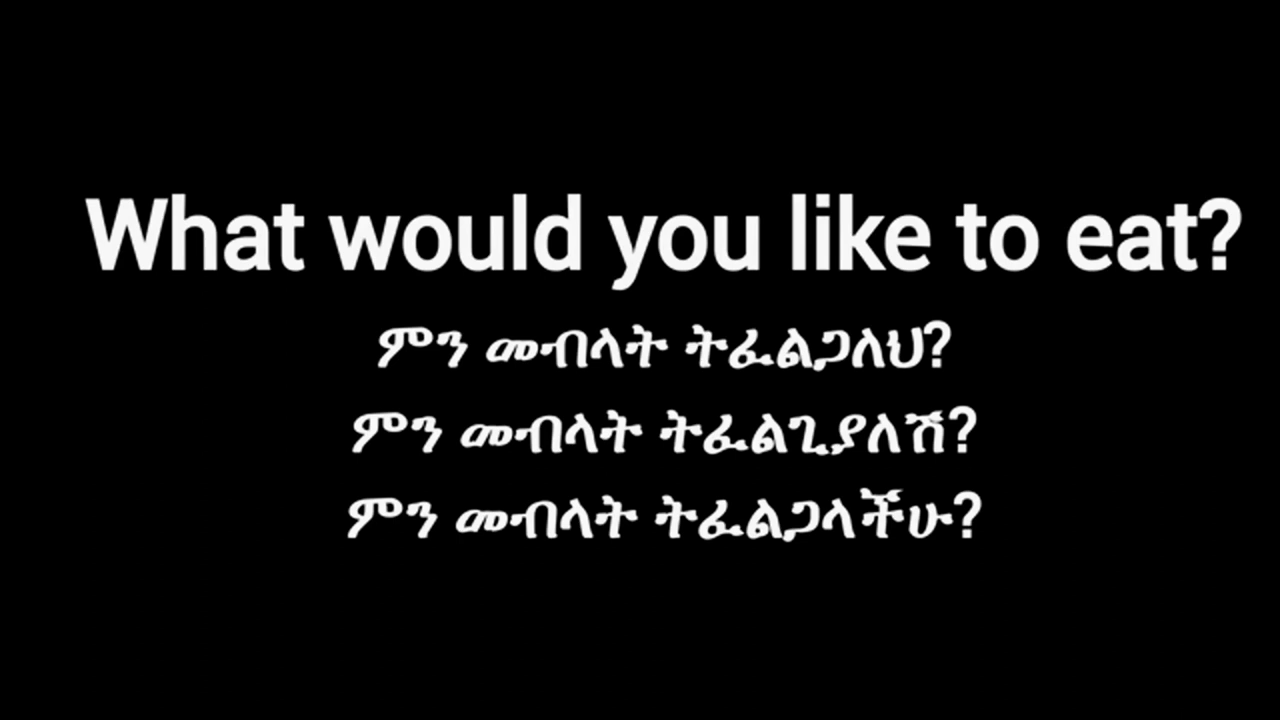 What would you like to eat?
ምን መብላት ትፈልጋለህ?
ምን መብላት ትፈልጊያለሽ?
ምን መብላት ትፈልጋላችሁ?